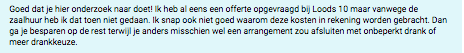 Goed dat je hier onderzoek naar doet! Ik heb al eens een offerte opgevraagd bij Loods 10 maar vanwege de
zaalhuur heb ik dat toen niet gedaan. Ik snap ook niet goed waarom deze kosten in rekening worden gebracht. Dan
ga je besparen op de rest terwijl je anders misschien wel een arrangement zou afsluiten met onbeperkt drank of
meer drankkeuze.